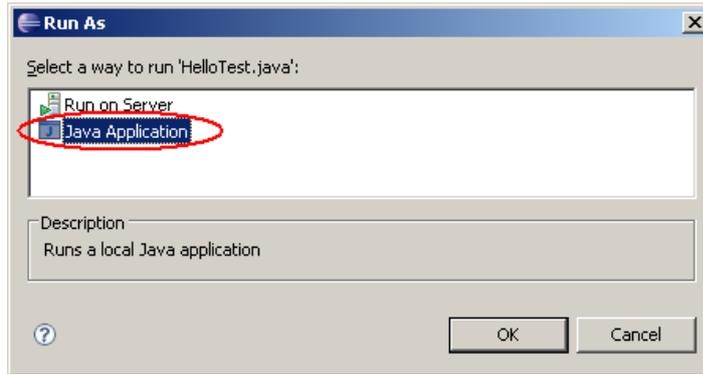 Run As
Select a way to run 'HelloTest.java':
Run on Server
J Java Application
Description
Runs a local Java application
?
OK Cancel